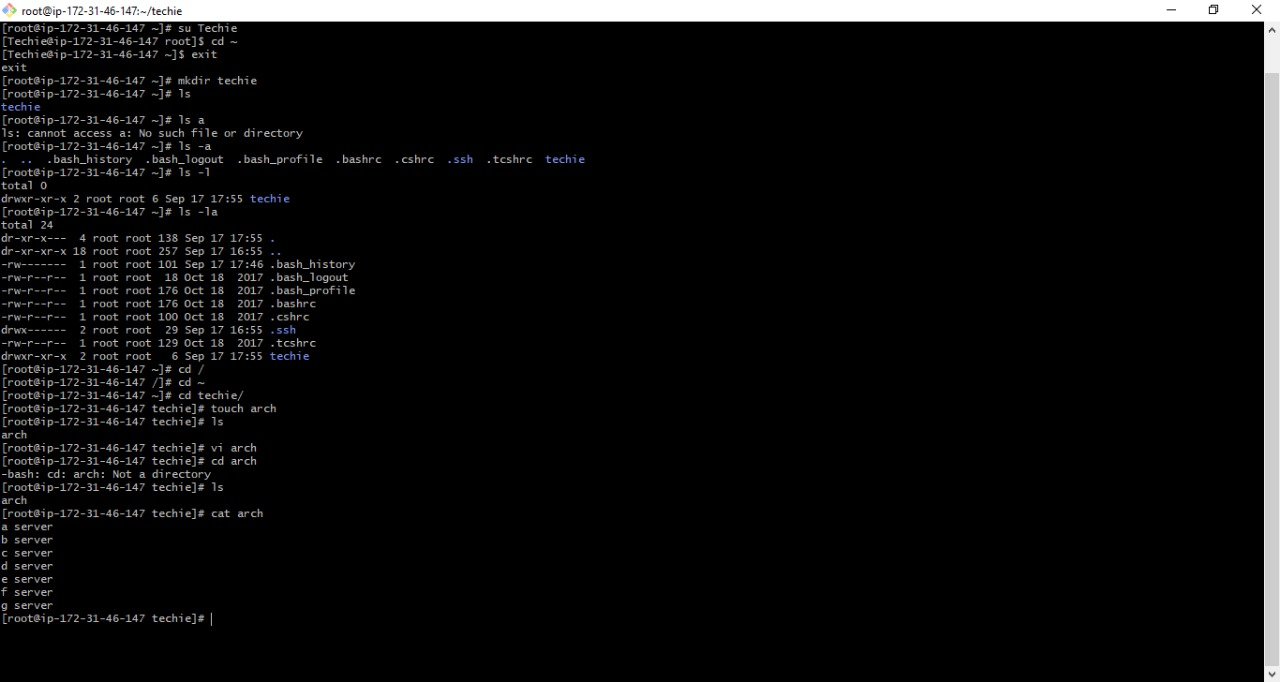 root@ip-172-31-46-147:~/techie
[root@ip-172-31-46-147 ~]# su Techie
[Techie@ip-172-31-46-147 root]$ cd ~
[Techie@ip-172-31-46-147 ~]$ exit
exit
[root@ip-172-31-46-147 ~]# mkdir techie
[root@ip-172-31-46-147 ~]# ls
techie
[root@ip-172-31-46-147 ~]# ls a
ls: cannot access a: No such file or directory
[root@ip-172-31-46-147 ~]# ls -a
.  ..  .bash_history  .bash_logout  .bash_profile  .bashrc  .cshrc  .ssh  .tcshrc  techie
[root@ip-172-31-46-147 ~]# ls -l
total 0
drwxr-xr-x 2 root root 6 Sep 17 17:55 techie
[root@ip-172-31-46-147 ~]# ls -la
total 24
dr-xr-x---  4 root root 138 Sep 17 17:55 .
dr-xr-xr-x 18 root root 257 Sep 17 16:55 ..
-rw-------  1 root root 101 Sep 17 17:46 .bash_history
-rw-r--r--  1 root root  18 Oct 18  2017 .bash_logout
-rw-r--r--  1 root root 176 Oct 18  2017 .bash_profile
-rw-r--r--  1 root root 176 Oct 18  2017 .bashrc
-rw-r--r--  1 root root 100 Oct 18  2017 .cshrc
drwx------  2 root root  29 Sep 17 16:55 .ssh
-rw-r--r--  1 root root 129 Oct 18  2017 .tcshrc
drwxr-xr-x  2 root root   6 Sep 17 17:55 techie
[root@ip-172-31-46-147 ~]# cd /
[root@ip-172-31-46-147 /]# cd ~
[root@ip-172-31-46-147 ~]# cd techie/
[root@ip-172-31-46-147 techie]# touch arch
[root@ip-172-31-46-147 techie]# ls
arch
[root@ip-172-31-46-147 techie]# vi arch
[root@ip-172-31-46-147 techie]# cd arch
-bash: cd: arch: Not a directory
[root@ip-172-31-46-147 techie]# ls
arch
[root@ip-172-31-46-147 techie]# cat arch
a server
b server
c server
d server
e server
f server
g server
[root@ip-172-31-46-147 techie]#